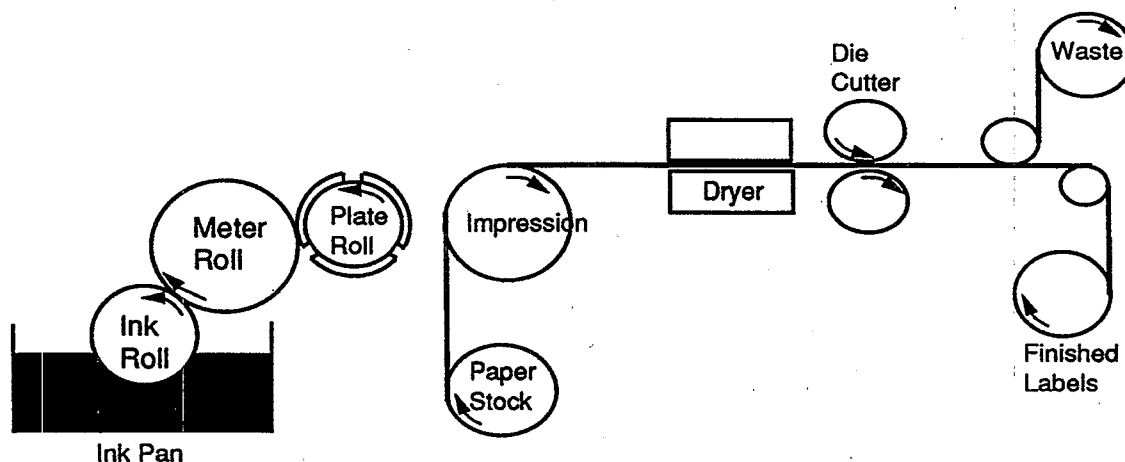 Waste
Die
Cutter
Dryer
Meter
Roll
Plate
Roll
Impression
Ink
Roll
Paper
Stock
Finished
Labels
Ink Pan